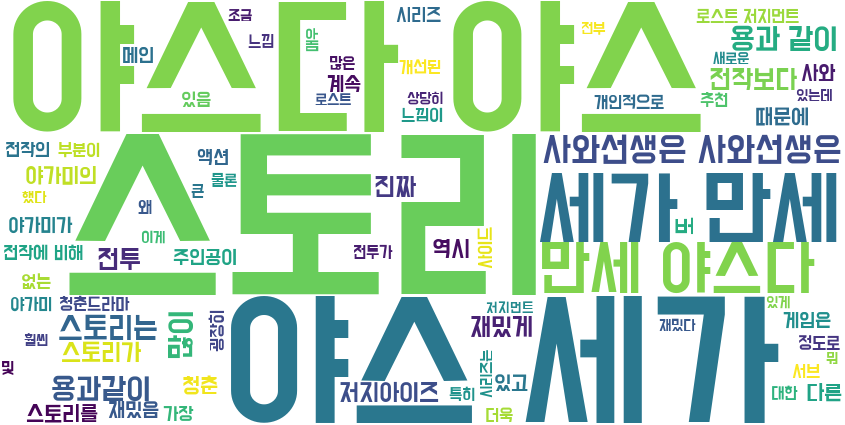 야스다 야스
스토리
야스
세가
세가 만세
만세 야스다
사와선생은 사와선생은
조금
느낌
아돔
메인
많은
계속
있음
로스트
시리즈
개선된
상당히
느낌이
전부
개인적으로
로스트 저지먼트
용과 같이
새로운
전작보다
사와
있는데
추천
때문에
전작의
부분이
야가미의
했다
액션
물론
큰
왜
진짜
야가미가
이게
전작에 비해
전투
주인공이
전투가
역시
사이드
버
없는
야가미
청춘드라마
스토리는
많이
굉장히
훨씬
스토리가
및
용과같이
청춘
스토리를
재밌음
가장
저지먼트
재밌게
시리즈는
있고
저지아이즈
특히
더욱
있게
재밌다
게임은
정도로
뭐
서브
대한
다른